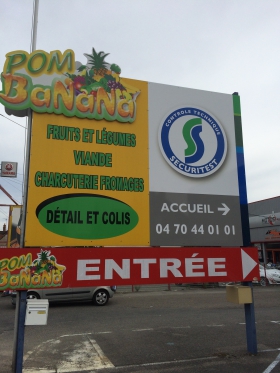 POM
BaNaNa
FRUITS ET LÉGUMES
VIANDE
CHARCUTERIE FROMAGES
DÉTAIL ET COLIS
CONTROLE TECHNIQUE
SECURITEST
ACCUEIL
04 70 44 01 01
POM
BaNaNa
ENTRÉE